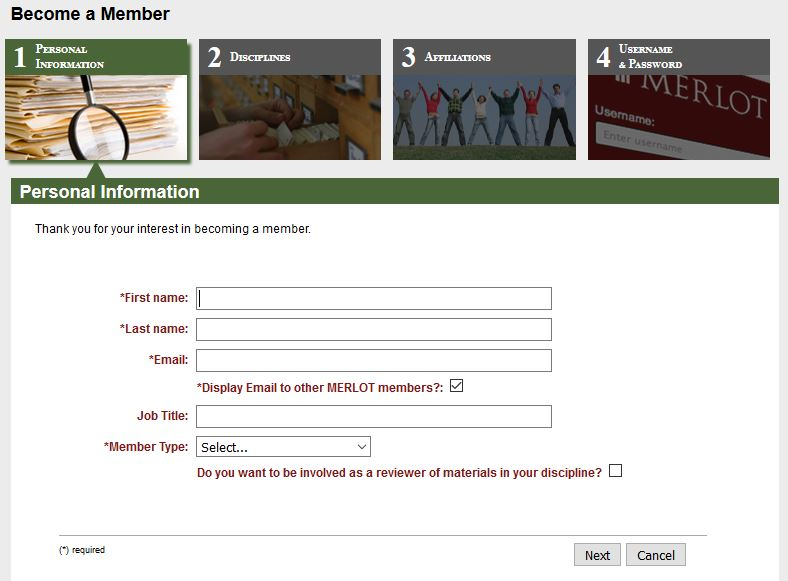 Become a Member
1 Personal Information
2 Disciplines
3 Affiliations
4 Username & Password
MERLOT
Username:
Enter username
Personal Information
Thank you for your interest in becoming a member.
*First name:
*Last name:
*Email:
*Display Email to other MERLOT members?:
Job Title:
*Member Type: Select...
Do you want to be involved as a reviewer of materials in your discipline?
(*) required
Next Cancel